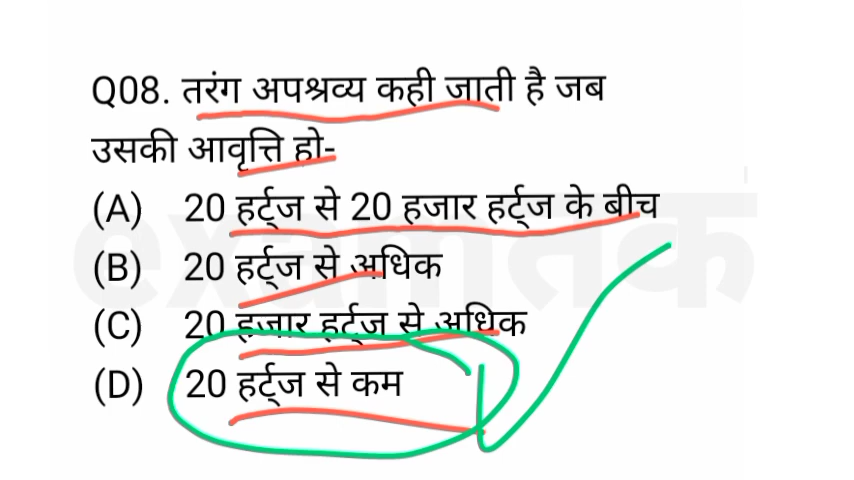 Q08. तरंग अपश्रव्य कही जाती है जब
उसकी आवृत्ति हो-
(A) 20 हर्ट्ज से 20 हजार हर्ट्ज के बीच
(B) 20 हर्ट्ज से अधिक
(C) 20 हजार हर्ट्ज से अधिक
(D) 20 हर्ट्ज से कम
examतक